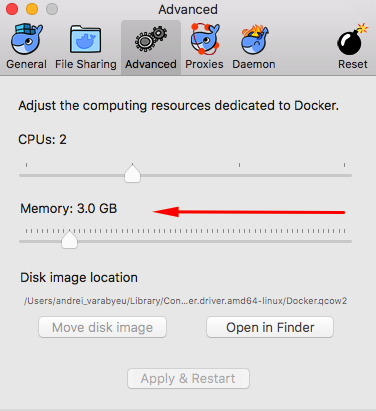 Advanced
General File Sharing Advanced Proxies Daemon Reset
Adjust the computing resources dedicated to Docker.
CPUs: 2
Memory: 3.0 GB
Disk image location
/Users/andrei_varabyeu/Library/Con...er.driver.amd64-linux/Docker.qcow2
Move disk image Open in Finder
Apply & Restart